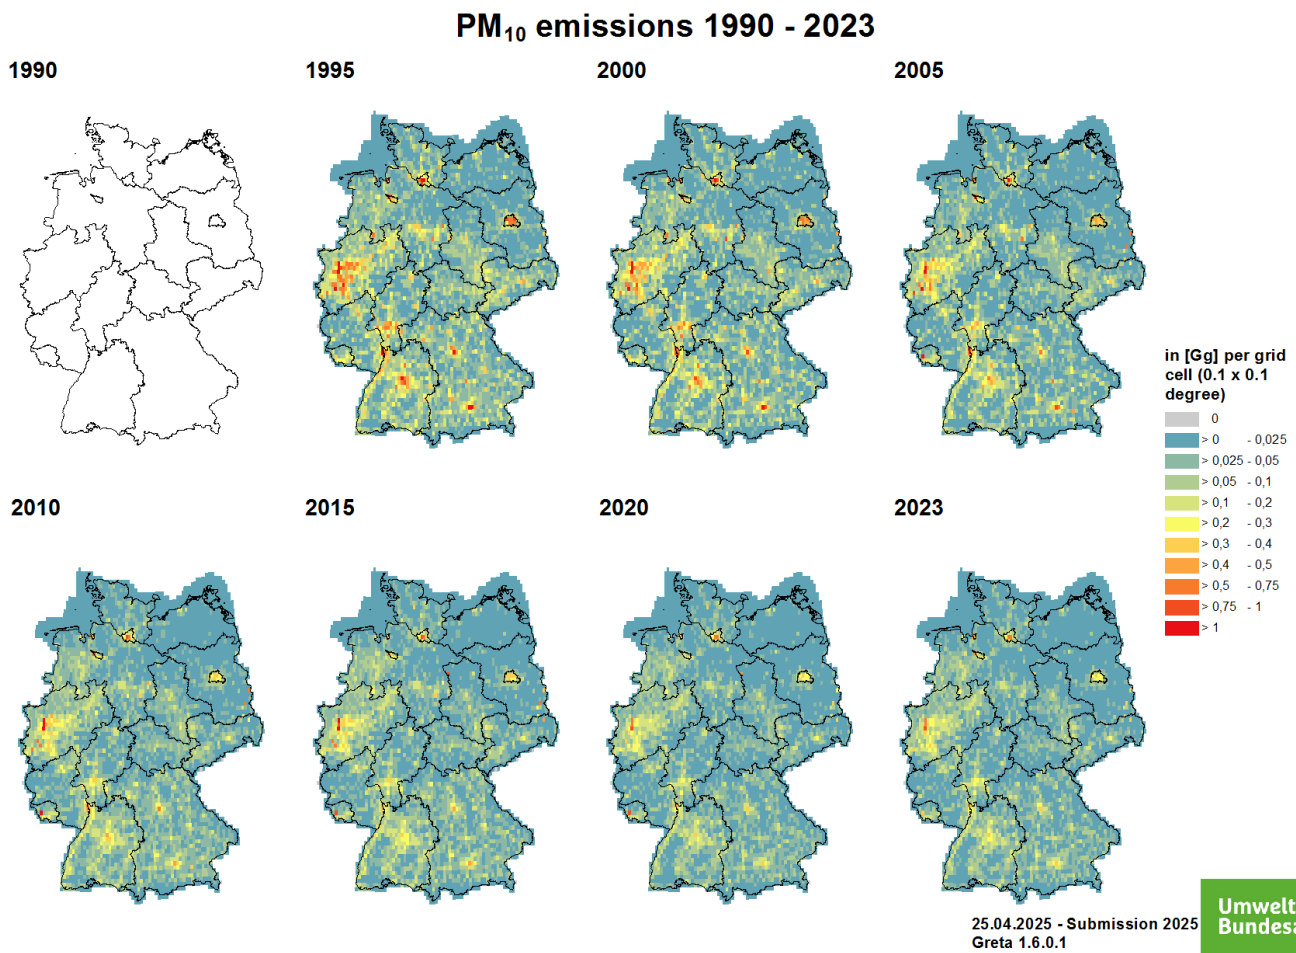 PM₁₀ emissions 1990 - 2023
1990
1995
2000
2005
in [Gg] per grid
cell (0.1 x 0.1
degree)
0
> 0 - 0,025
> 0,025 - 0,05
> 0,05 - 0,1
> 0,1 - 0,2
> 0,2 - 0,3
> 0,3 - 0,4
> 0,4 - 0,5
> 0,5 - 0,75
> 0,75 - 1
> 1
2010
2015
2020
2023
25.04.2025 - Submission 2025
Greta 1.6.0.1
Umwelt
Bundesa